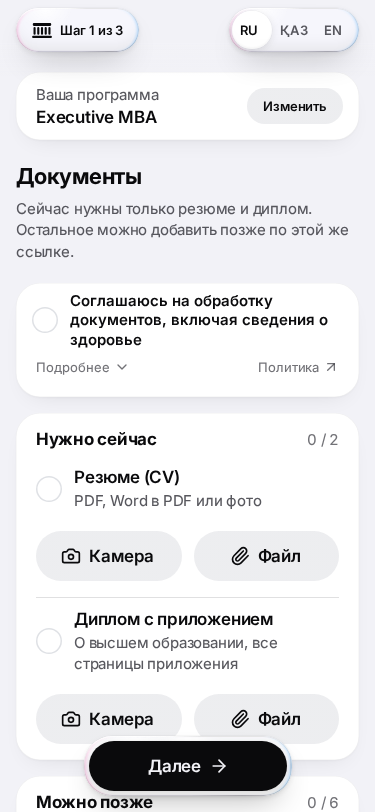 Шаг 1 из 3
RU ҚАЗ EN
Ваша программа
Executive MBA
Изменить
Документы
Сейчас нужны только резюме и диплом.
Остальное можно добавить позже по этой же
ссылке.
Соглашаюсь на обработку
документов, включая сведения о
здоровье
Подробнее
Политика
Нужно сейчас 0 / 2
Резюме (CV)
PDF, Word в PDF или фото
Камера Файл
Диплом с приложением
О высшем образовании, все
страницы приложения
Камера Файл
Далее
Можно позже 0 / 6